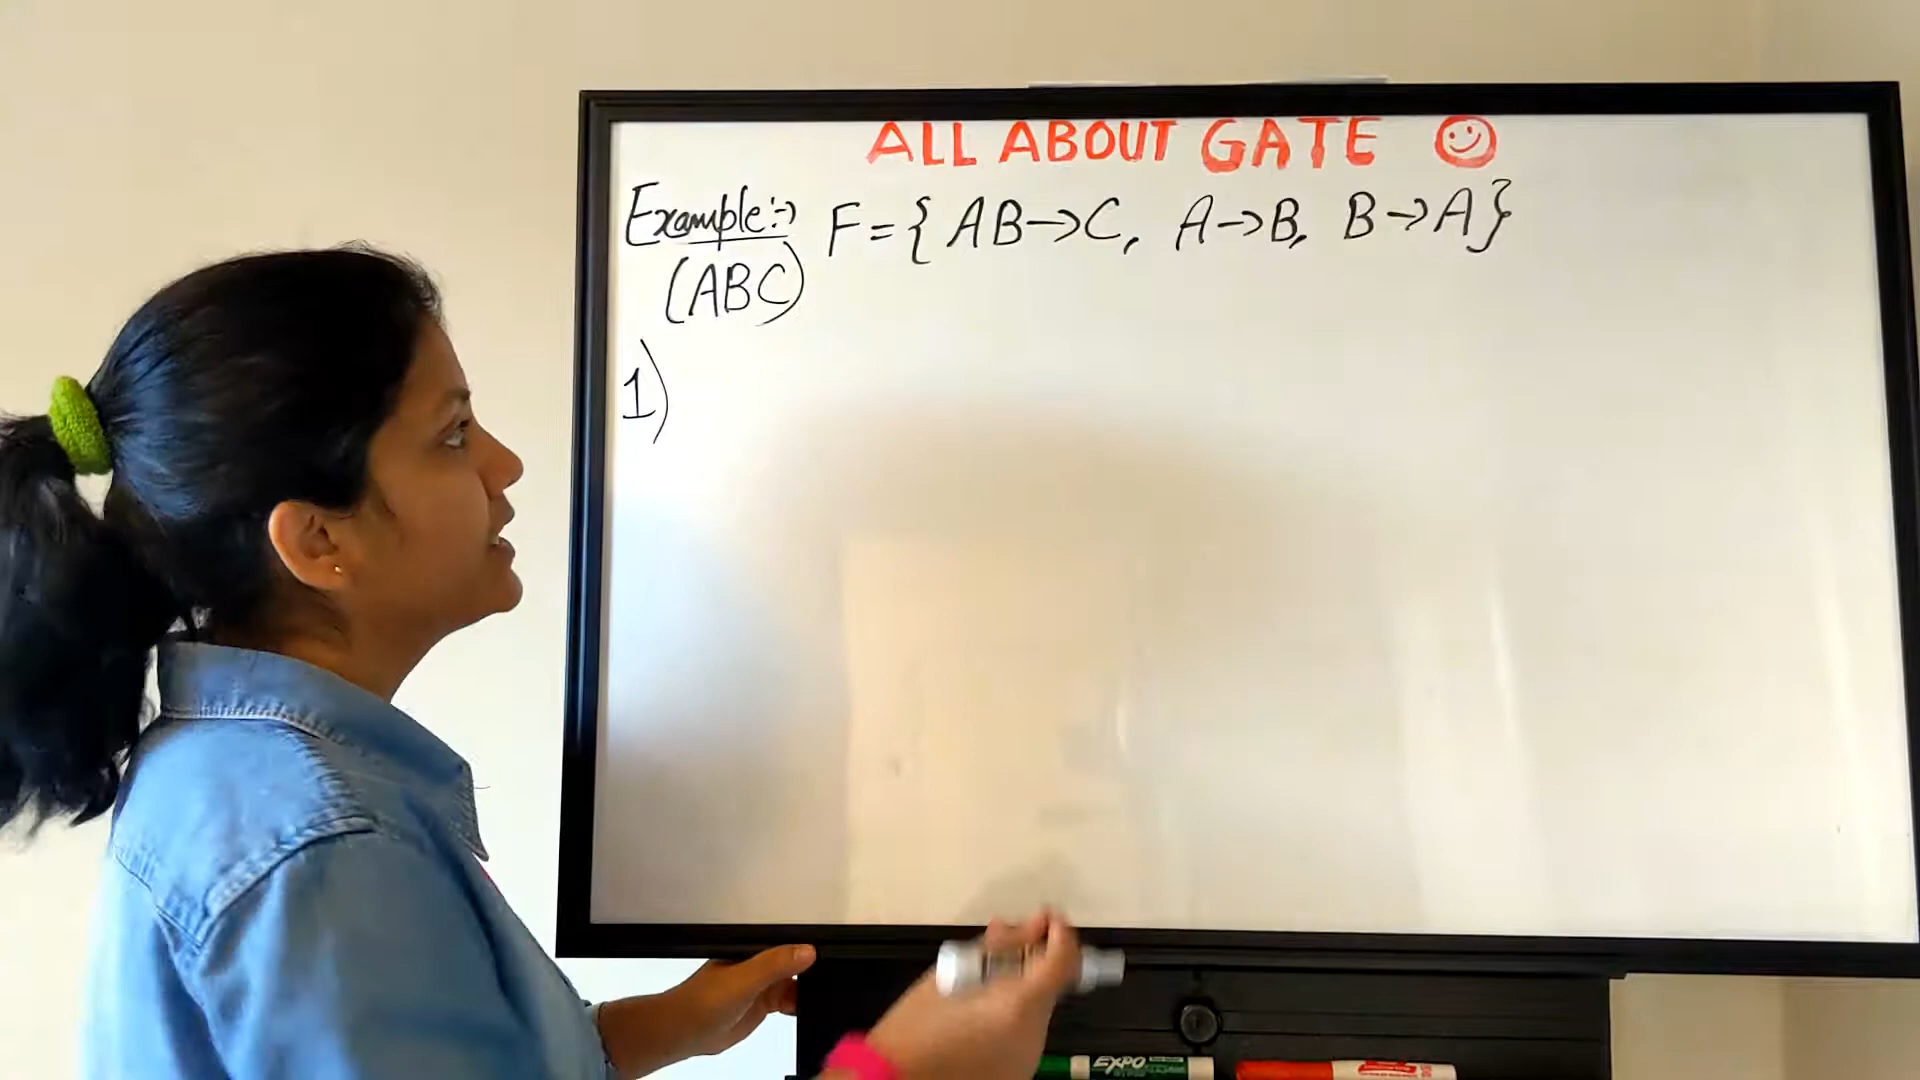 ALL ABOUT GATE
Example:→ F = { AB→C, A→B, B→A}
(ABC)
1)
EXPO